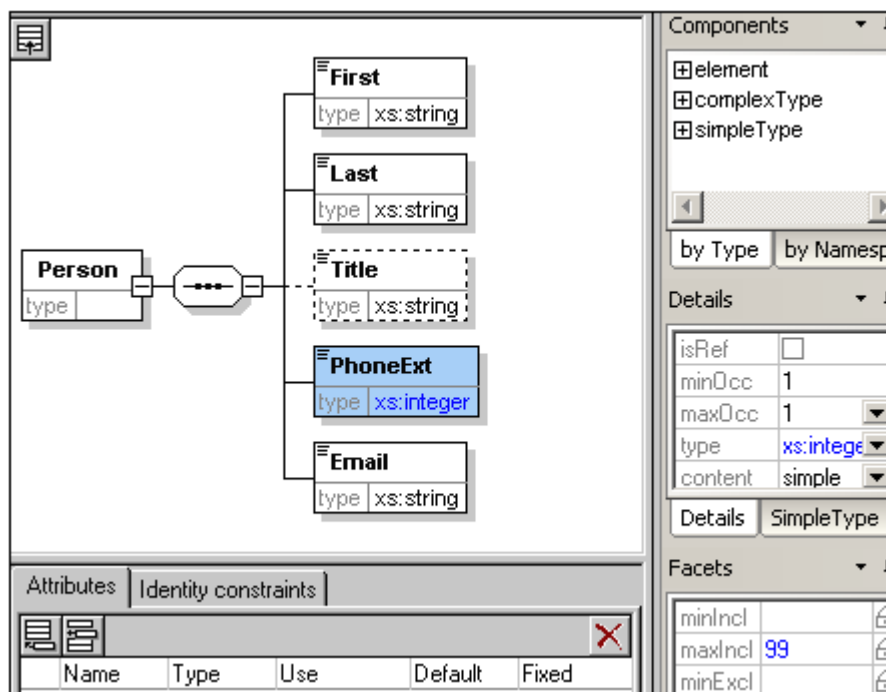 First
type xs:string
Last
type xs:string
Person
type
Title
type xs:string
PhoneExt
type xs:integer
Email
type xs:string
Components
element
complexType
simpleType
by Type by Namesp
Details
isRef
minOcc 1
maxOcc 1
type xs:intege
content simple
Details SimpleType
Facets
minIncl
maxIncl 99
minExcl
Attributes Identity constraints
Name Type Use Default Fixed